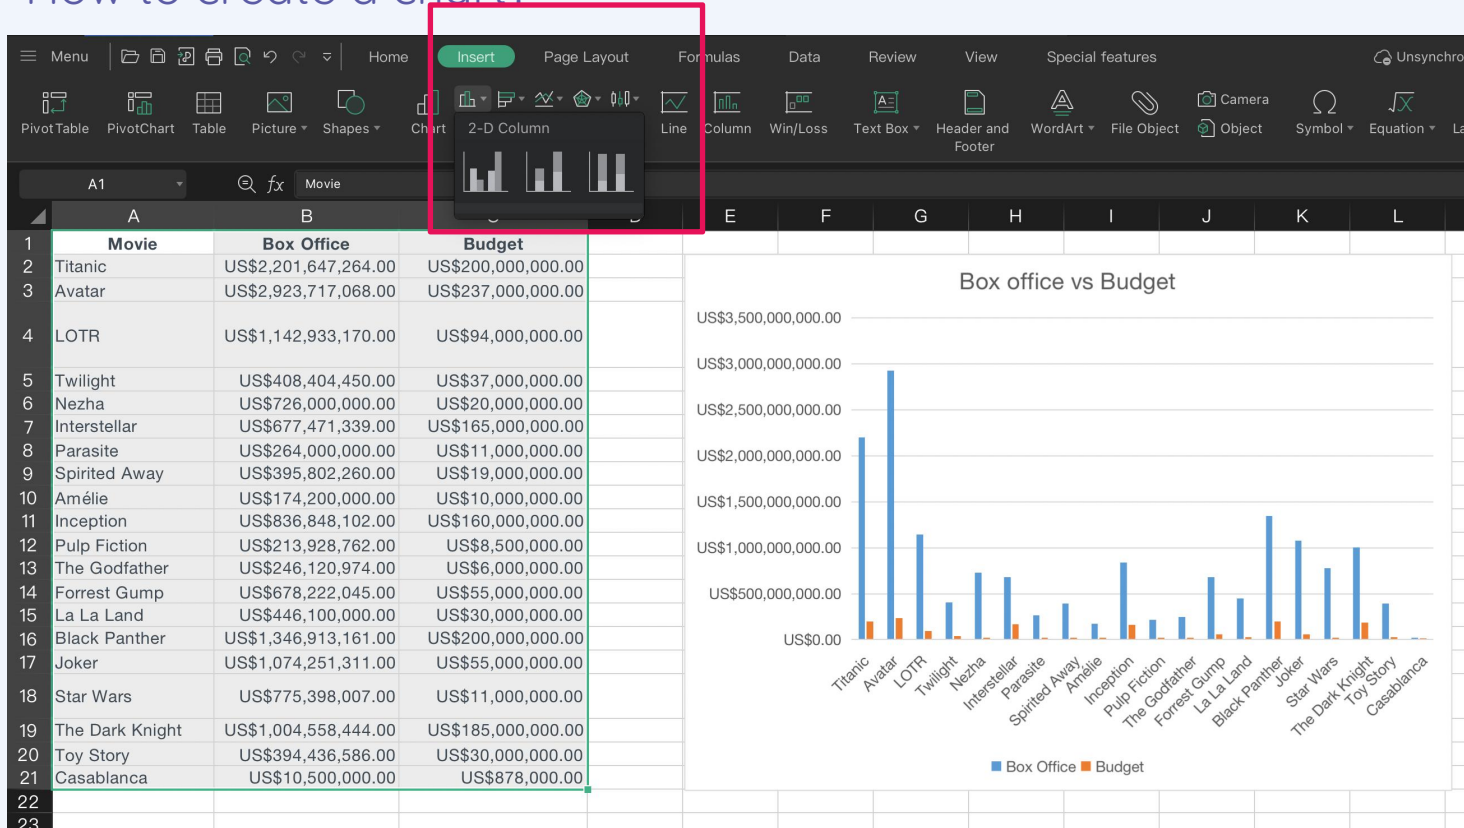 How to create a chart?
Menu Home Insert Page Layout Formulas Data Review View Special features Unsynchro
PivotTable PivotChart Table Picture Shapes Chart Line Column Win/Loss Text Box Header and Footer WordArt File Object Camera Object Symbol Equation La
2-D Column
A1 fx Movie
A B C D E F G H I J K L
1 Movie Box Office Budget
2 Titanic US$2,201,647,264.00 US$200,000,000.00
3 Avatar US$2,923,717,068.00 US$237,000,000.00
4 LOTR US$1,142,933,170.00 US$94,000,000.00
5 Twilight US$408,404,450.00 US$37,000,000.00
6 Nezha US$726,000,000.00 US$20,000,000.00
7 Interstellar US$677,471,339.00 US$165,000,000.00
8 Parasite US$264,000,000.00 US$11,000,000.00
9 Spirited Away US$395,802,260.00 US$19,000,000.00
10 Amélie US$174,200,000.00 US$10,000,000.00
11 Inception US$836,848,102.00 US$160,000,000.00
12 Pulp Fiction US$213,928,762.00 US$8,500,000.00
13 The Godfather US$246,120,974.00 US$6,000,000.00
14 Forrest Gump US$678,222,045.00 US$55,000,000.00
15 La La Land US$446,100,000.00 US$30,000,000.00
16 Black Panther US$1,346,913,161.00 US$200,000,000.00
17 Joker US$1,074,251,311.00 US$55,000,000.00
18 Star Wars US$775,398,007.00 US$11,000,000.00
19 The Dark Knight US$1,004,558,444.00 US$185,000,000.00
20 Toy Story US$394,436,586.00 US$30,000,000.00
21 Casablanca US$10,500,000.00 US$878,000.00
22
23
Box office vs Budget
US$3,500,000,000.00
US$3,000,000,000.00
US$2,500,000,000.00
US$2,000,000,000.00
US$1,500,000,000.00
US$1,000,000,000.00
US$500,000,000.00
US$0.00
Titanic Avatar LOTR Twilight Nezha Interstellar Parasite Spirited Away Amélie Inception Pulp Fiction The Godfather Forrest Gump La La Land Black Panther Joker Star Wars The Dark Knight Toy Story Casablanca
Box Office Budget